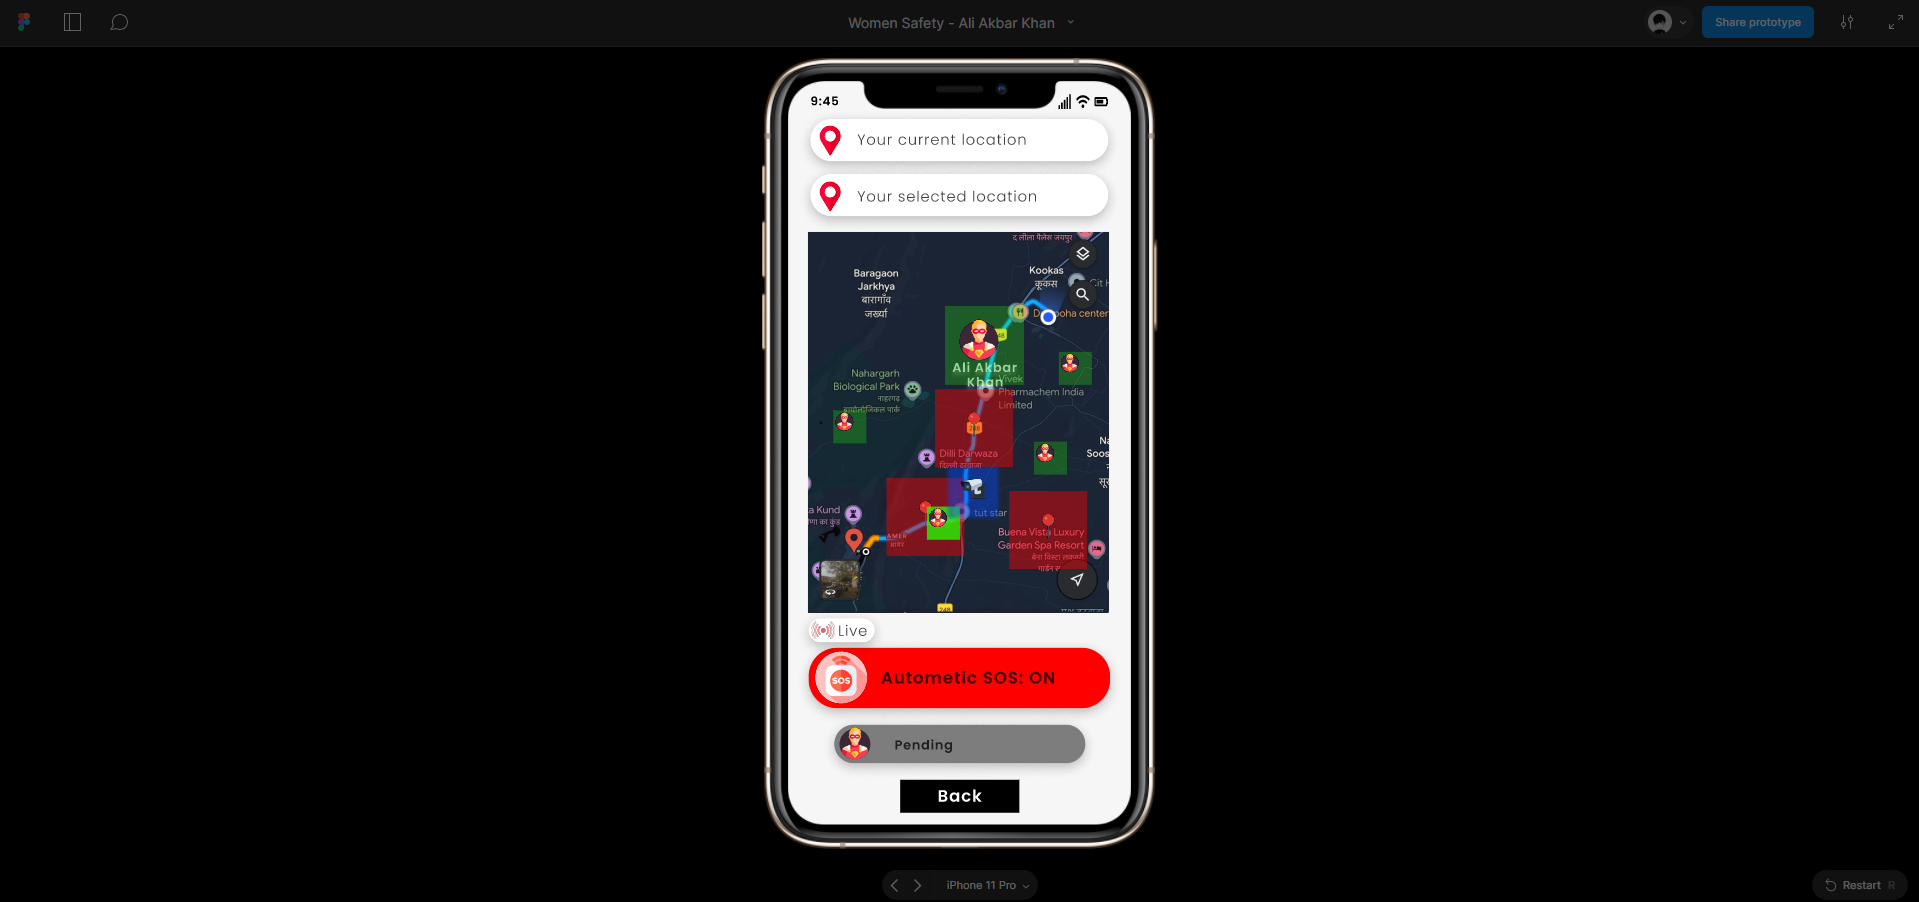 Women Safety - Ali Akbar Khan
Share prototype
9:45
Your current location
Your selected location
द लीला पैलेस जयपुर
Baragaon
Jarkhya
बारागाँव
जर्ख्या
Kookas
कूकस
center
Ali Akbar
Khan
Vivek
Pharmachem India
Limited
Nahargarh
Biological Park
नाहरगढ़
बायोलॉजिकल पार्क
Dilli Darwaza
दिल्ली दरवाजा
Kund
tut star
AMER
आमेर
Buena Vista Luxury
Garden Spa Resort
248
Live
SOS
Autometic SOS: ON
Pending
Back
iPhone 11 Pro
Restart R